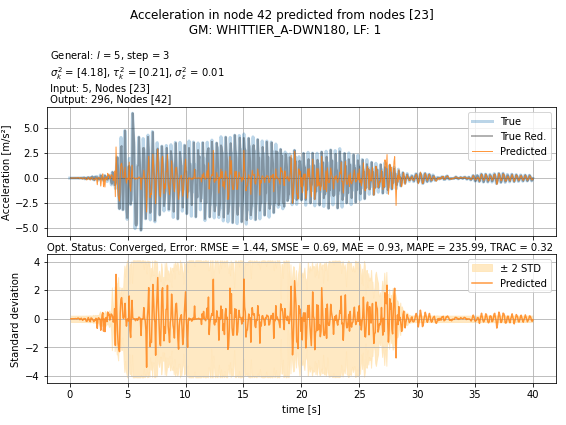 Acceleration in node 42 predicted from nodes [23]
GM: WHITTIER_A-DWN180, LF: 1
General: l = 5, step = 3
σ²ₖ = [4.18], τ²ₖ = [0.21], σ²ε = 0.01
Input: 5, Nodes [23]
Output: 296, Nodes [42]
Acceleration [m/s²]
5.0
2.5
0.0
−2.5
−5.0
True
True Red.
Predicted
Opt. Status: Converged, Error: RMSE = 1.44, SMSE = 0.69, MAE = 0.93, MAPE = 235.99, TRAC = 0.32
Standard deviation
4
2
0
−2
−4
± 2 STD
Predicted
0 5 10 15 20 25 30 35 40
time [s]